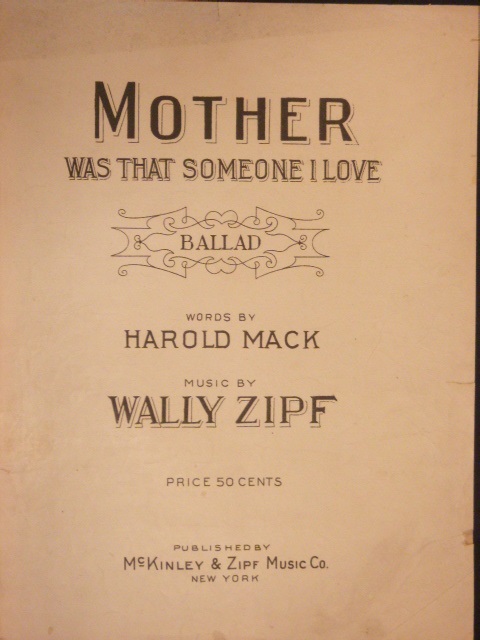 MOTHER
WAS THAT SOMEONE I LOVE
BALLAD
WORDS BY
HAROLD MACK
MUSIC BY
WALLY ZIPF
PRICE 50 CENTS
PUBLISHED BY
McKINLEY & ZIPF MUSIC CO.
NEW YORK